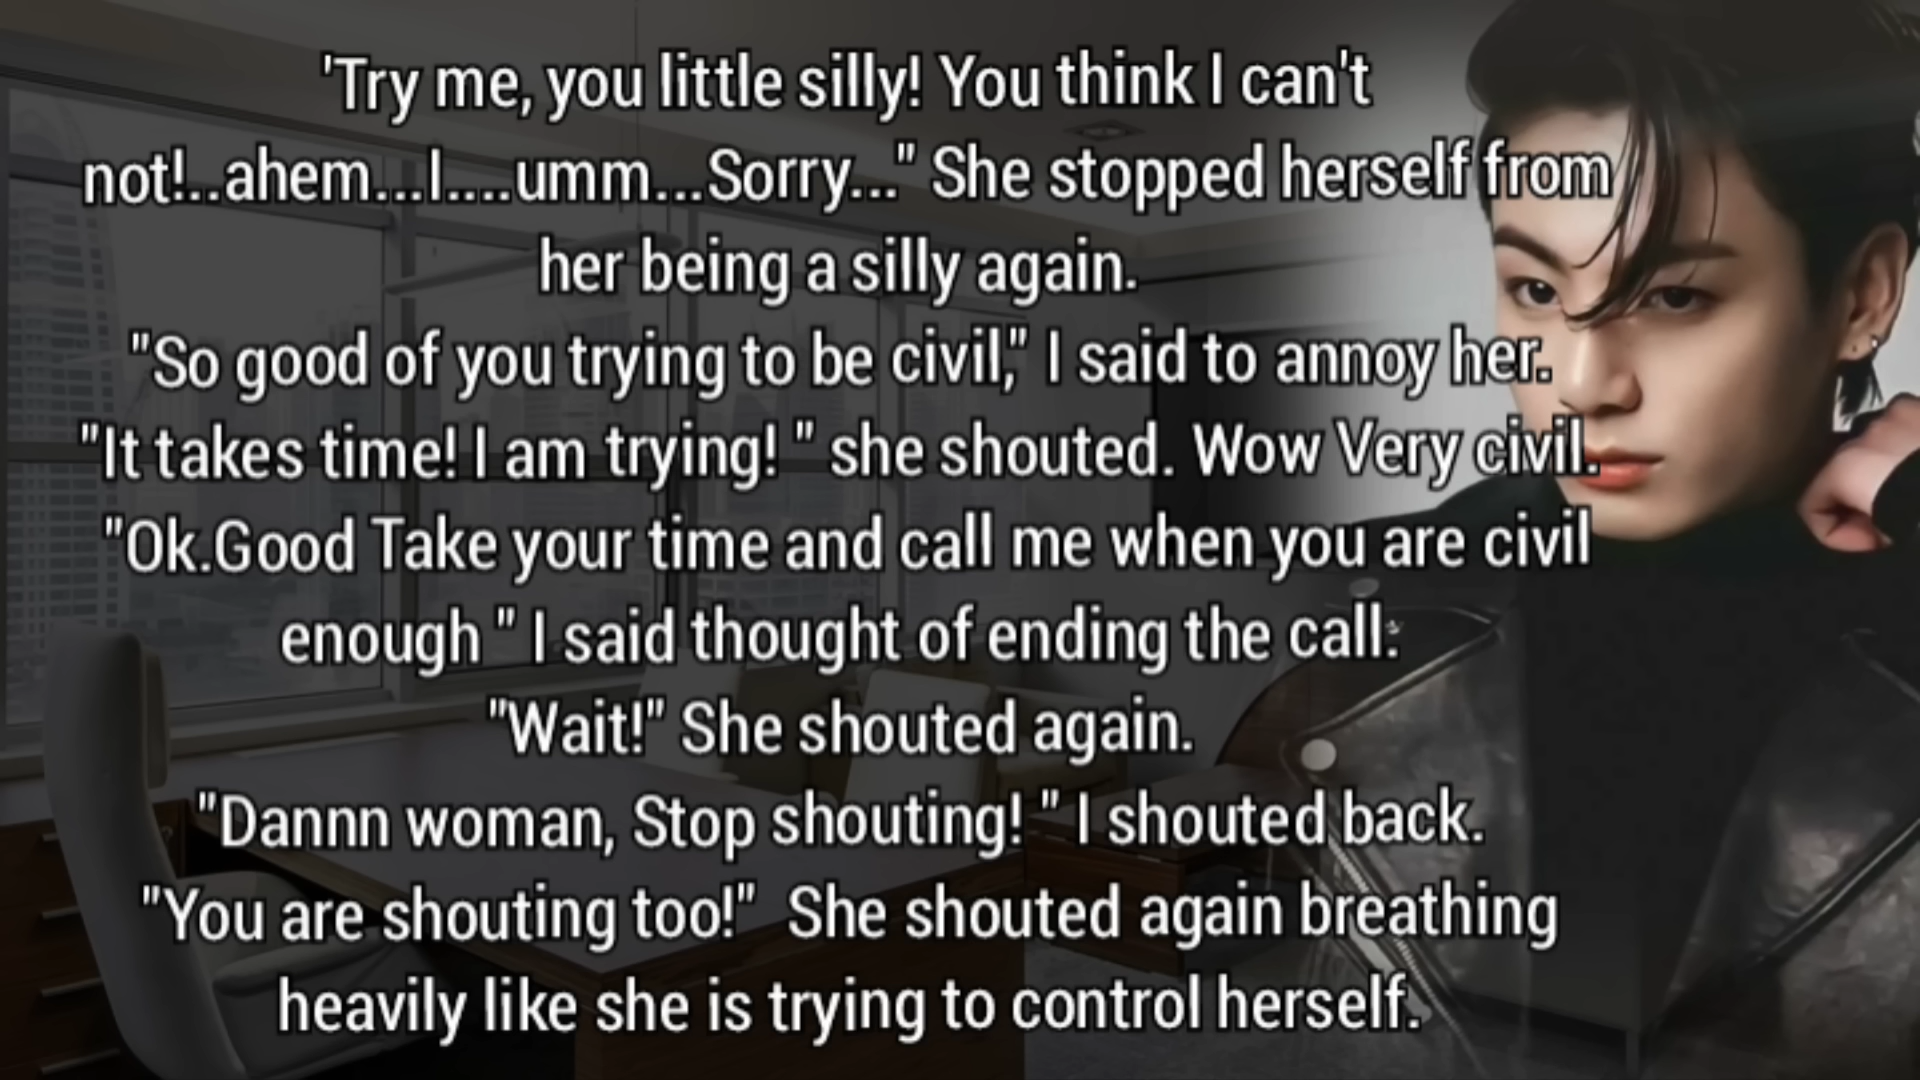 'Try me, you little silly! You think I can't
not!..ahem...I....umm...Sorry..." She stopped herself from
her being a silly again.
"So good of you trying to be civil," I said to annoy her.
"It takes time! I am trying! " she shouted. Wow Very civil.
"Ok.Good Take your time and call me when you are civil
enough " I said thought of ending the call.
"Wait!" She shouted again.
"Dannn woman, Stop shouting! " I shouted back.
"You are shouting too!"  She shouted again breathing
heavily like she is trying to control herself.